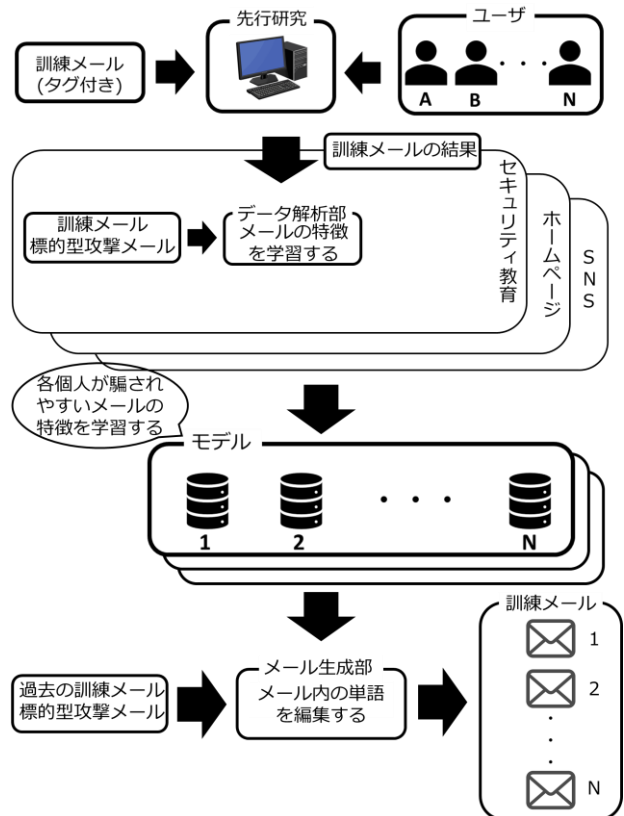 先行研究
ユーザ
訓練メール
(タグ付き)
A
B
・・・
N
訓練メールの結果
訓練メール
標的型攻撃メール
データ解析部
メールの特徴
を学習する
セキュリティ教育
ホームページ
SNS
各個人が騙され
やすいメールの
特徴を学習する
モデル
1
2
・・・
N
訓練メール
1
2
・
・
・
N
過去の訓練メール
標的型攻撃メール
メール生成部
メール内の単語
を編集する